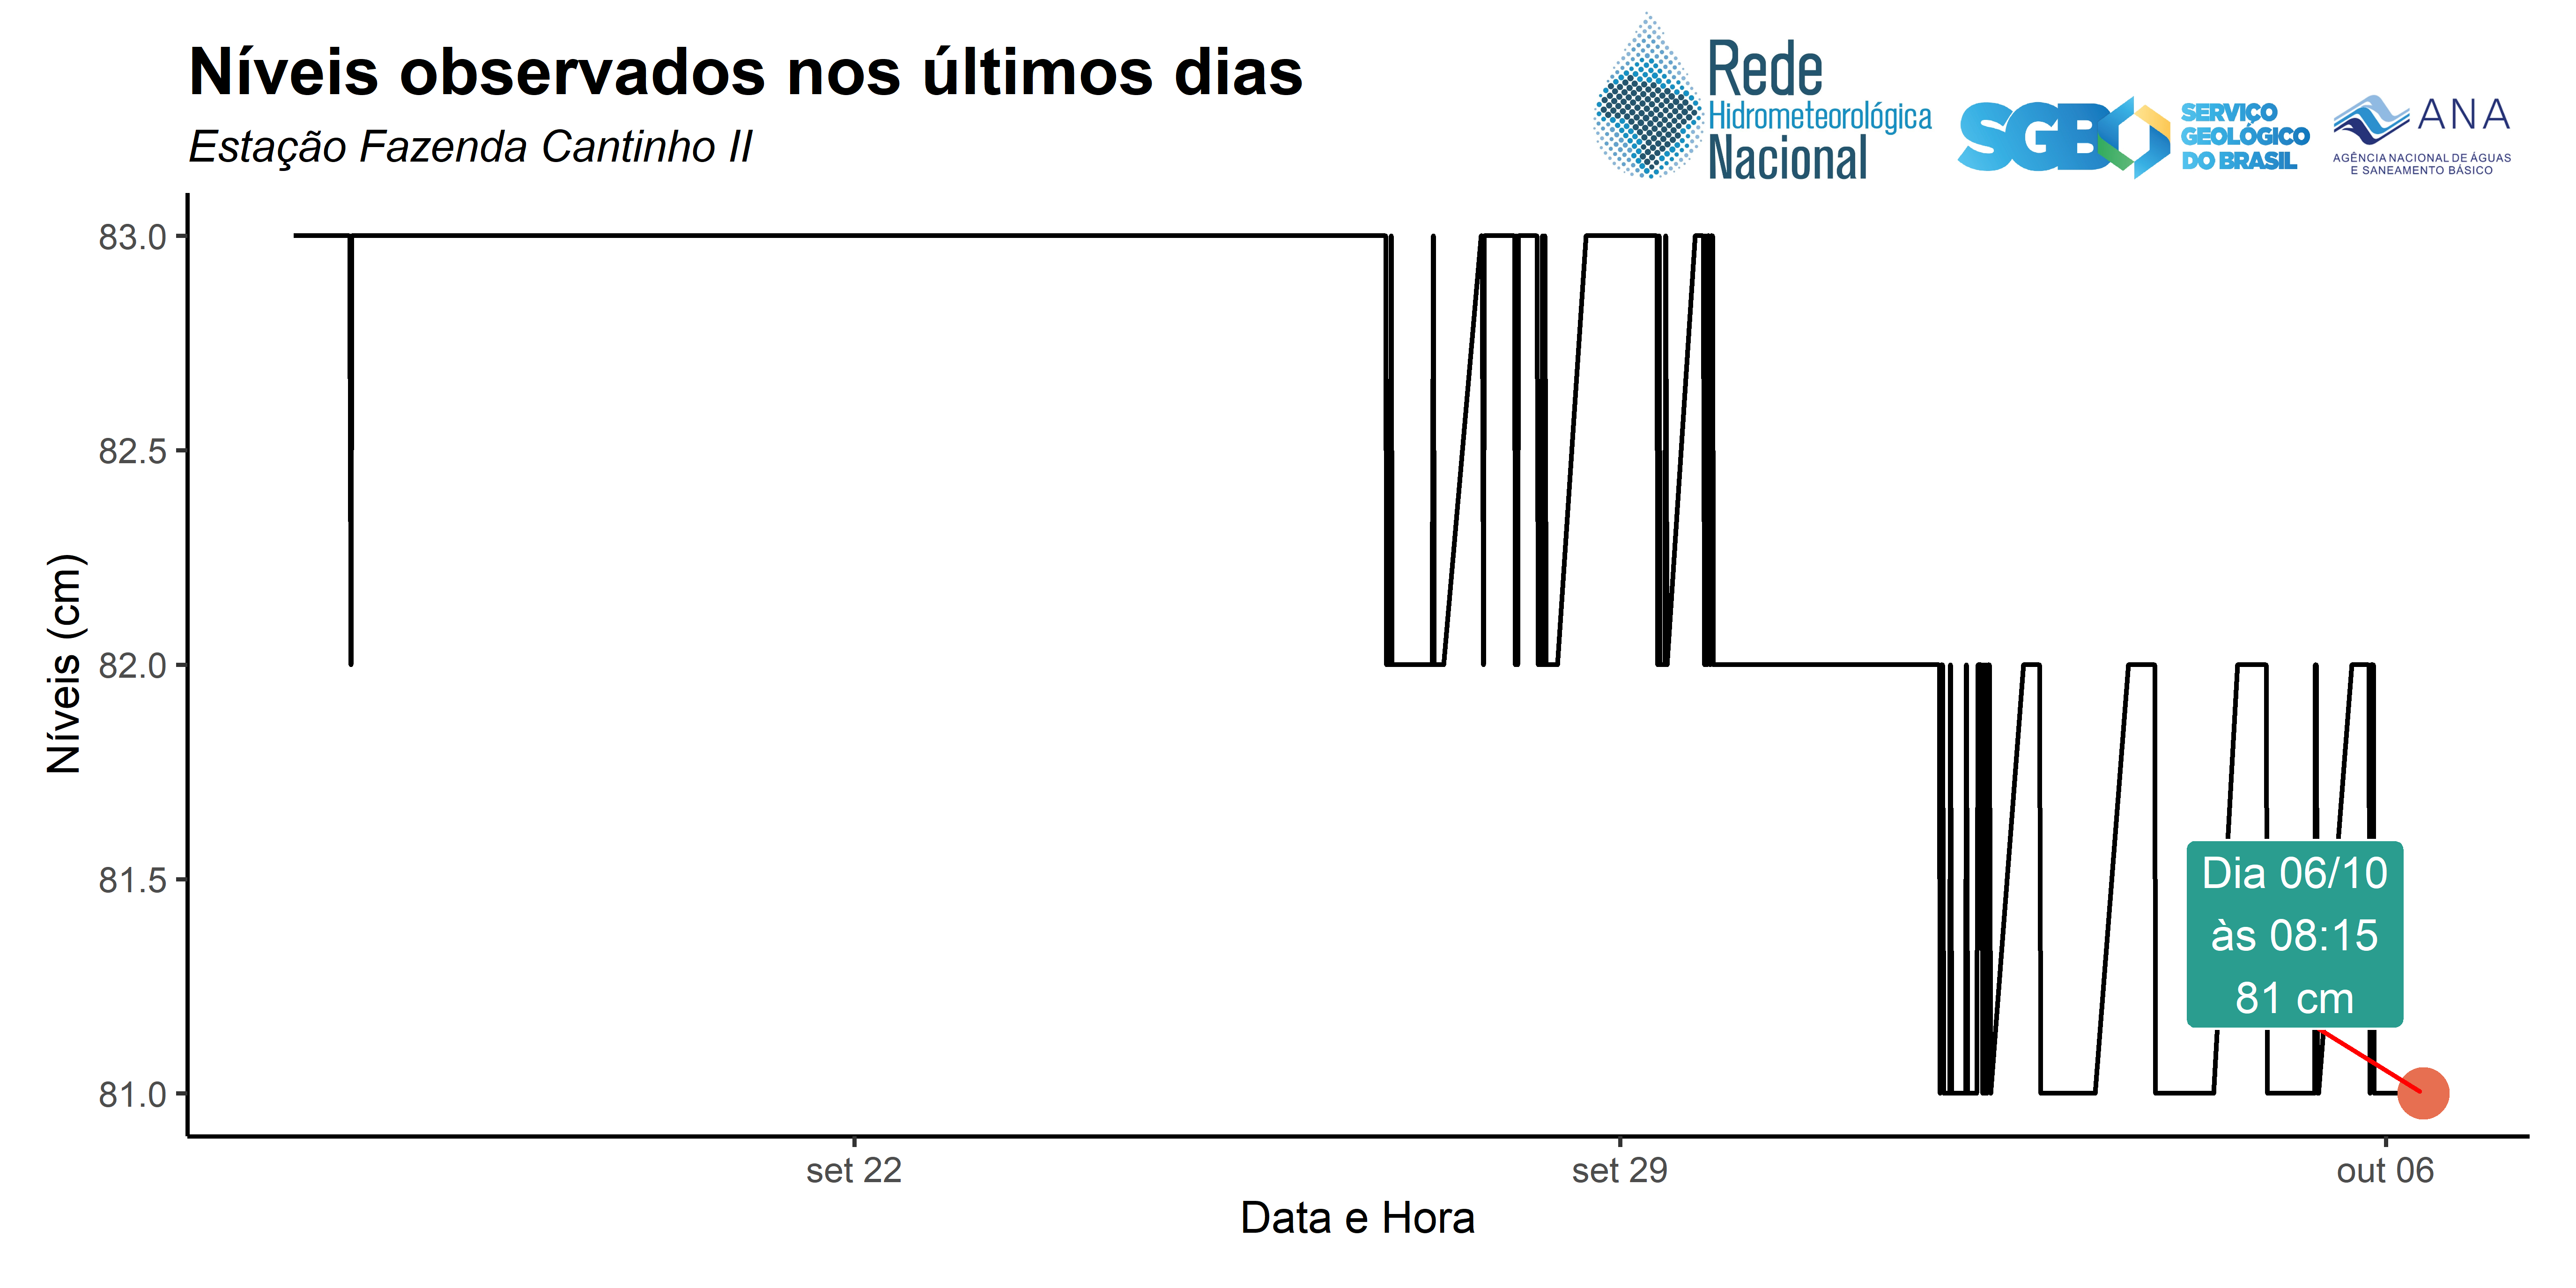 Níveis observados nos últimos dias
Estação Fazenda Cantinho II
Rede
Hidrometeorológica
Nacional
SGB
SERVIÇO
GEOLÓGICO
DO BRASIL
ANA
AGÊNCIA NACIONAL DE ÁGUAS
E SANEAMENTO BÁSICO
Níveis (cm)
83.0
82.5
82.0
81.5
81.0
Dia 06/10
às 08:15
81 cm
set 22
set 29
out 06
Data e Hora